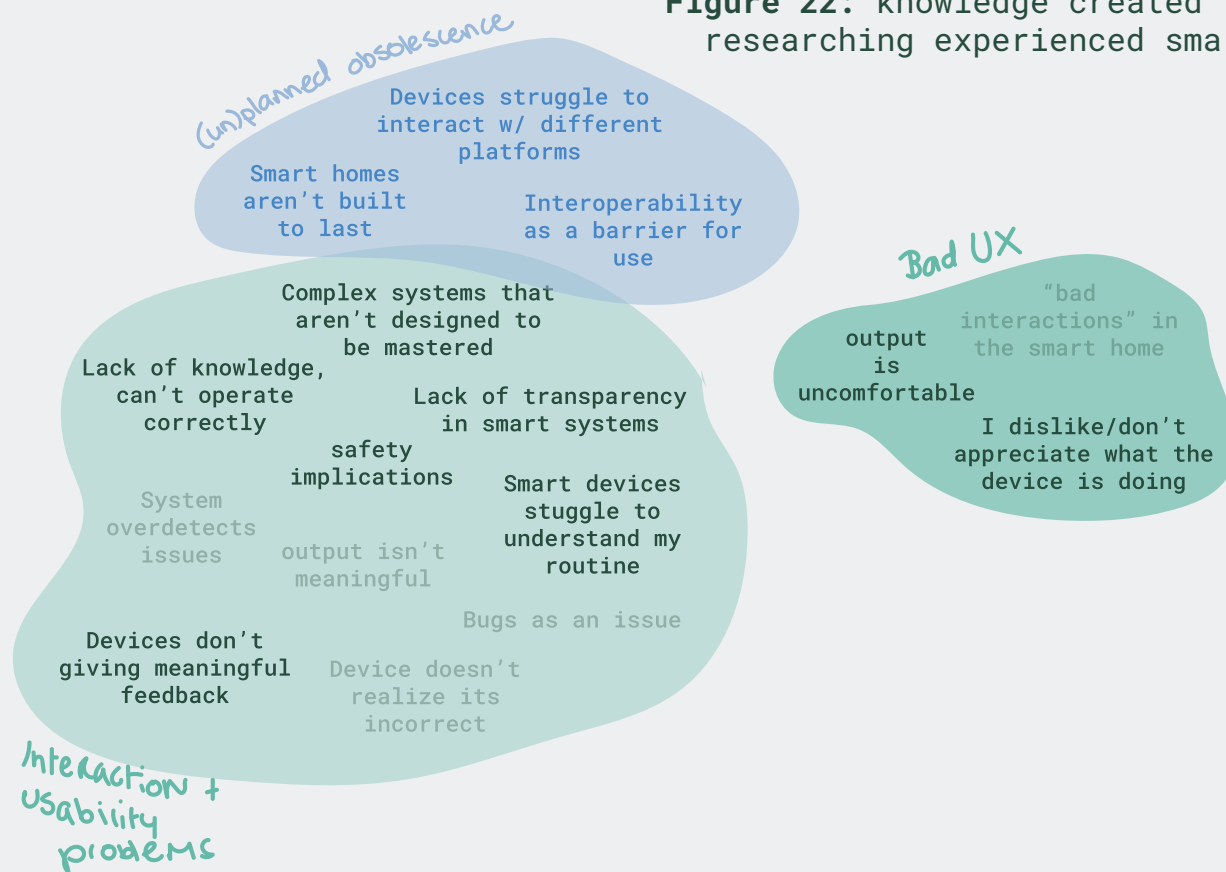 Figure 22: knowledge created
researching experienced sma
(un)planned obsolescence
Devices struggle to
interact w/ different
platforms
Smart homes
aren't built
to last
Interoperability
as a barrier for
use
Complex systems that
aren't designed to
be mastered
Lack of knowledge,
can't operate
correctly
Lack of transparency
in smart systems
safety
implications
System
overdetects
issues
Smart devices
stuggle to
understand my
routine
output isn't
meaningful
Bugs as an issue
Devices don't
giving meaningful
feedback
Device doesn't
realize its
incorrect
Interaction +
usability
problems
Bad UX
"bad
interactions" in
the smart home
output
is
uncomfortable
I dislike/don't
appreciate what the
device is doing